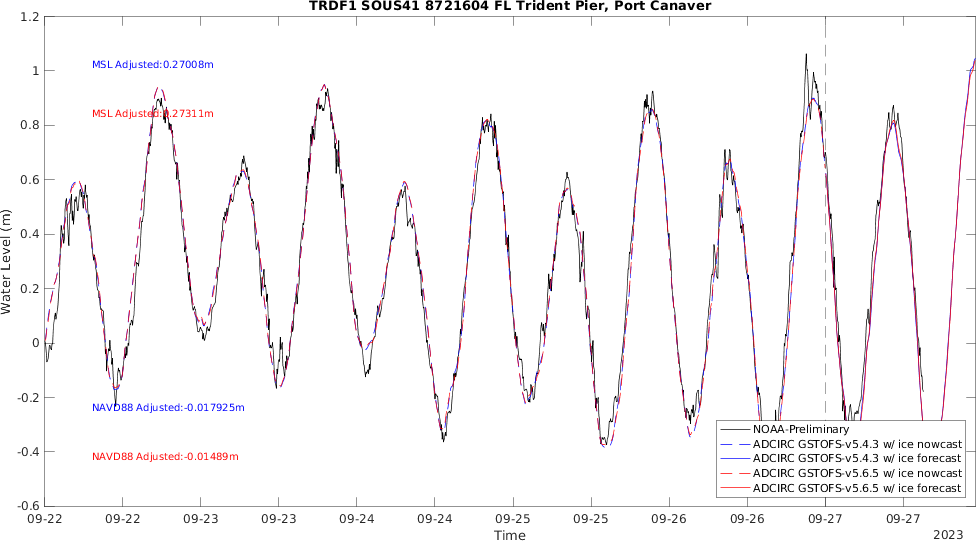 TRDF1 SOUS41 8721604 FL Trident Pier, Port Canaver
1.2
1
0.8
0.6
0.4
0.2
0
-0.2
-0.4
-0.6
Water Level (m)
MSL Adjusted:0.27008m
MSL Adjusted:0.27311m
NAVD88 Adjusted:-0.017925m
NAVD88 Adjusted:-0.01489m
NOAA-Preliminary
ADCIRC GSTOFS-v5.4.3 w/ ice nowcast
ADCIRC GSTOFS-v5.4.3 w/ ice forecast
ADCIRC GSTOFS-v5.6.5 w/ ice nowcast
ADCIRC GSTOFS-v5.6.5 w/ ice forecast
09-22 09-22 09-23 09-23 09-24 09-24 09-25 09-25 09-26 09-26 09-27 09-27
Time
2023